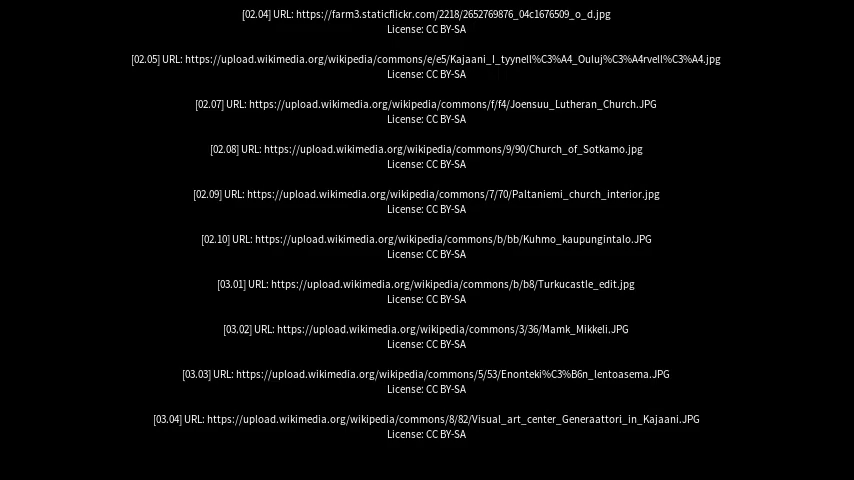 [02.04] URL: https://farm3.staticflickr.com/2218/2652769876_04c1676509_o_d.jpg
License: CC BY-SA
[02.05] URL: https://upload.wikimedia.org/wikipedia/commons/e/e5/Kajaani_I_tyynell%C3%A4_Ouluj%C3%A4rvell%C3%A4.jpg
License: CC BY-SA
[02.07] URL: https://upload.wikimedia.org/wikipedia/commons/f/f4/Joensuu_Lutheran_Church.JPG
License: CC BY-SA
[02.08] URL: https://upload.wikimedia.org/wikipedia/commons/9/90/Church_of_Sotkamo.jpg
License: CC BY-SA
[02.09] URL: https://upload.wikimedia.org/wikipedia/commons/7/70/Paltaniemi_church_interior.jpg
License: CC BY-SA
[02.10] URL: https://upload.wikimedia.org/wikipedia/commons/b/bb/Kuhmo_kaupungintalo.JPG
License: CC BY-SA
[03.01] URL: https://upload.wikimedia.org/wikipedia/commons/b/b8/Turkucastle_edit.jpg
License: CC BY-SA
[03.02] URL: https://upload.wikimedia.org/wikipedia/commons/3/36/Mamk_Mikkeli.JPG
License: CC BY-SA
[03.03] URL: https://upload.wikimedia.org/wikipedia/commons/5/53/Enonteki%C3%B6n_lentoasema.JPG
License: CC BY-SA
[03.04] URL: https://upload.wikimedia.org/wikipedia/commons/8/82/Visual_art_center_Generaattori_in_Kajaani.JPG
License: CC BY-SA